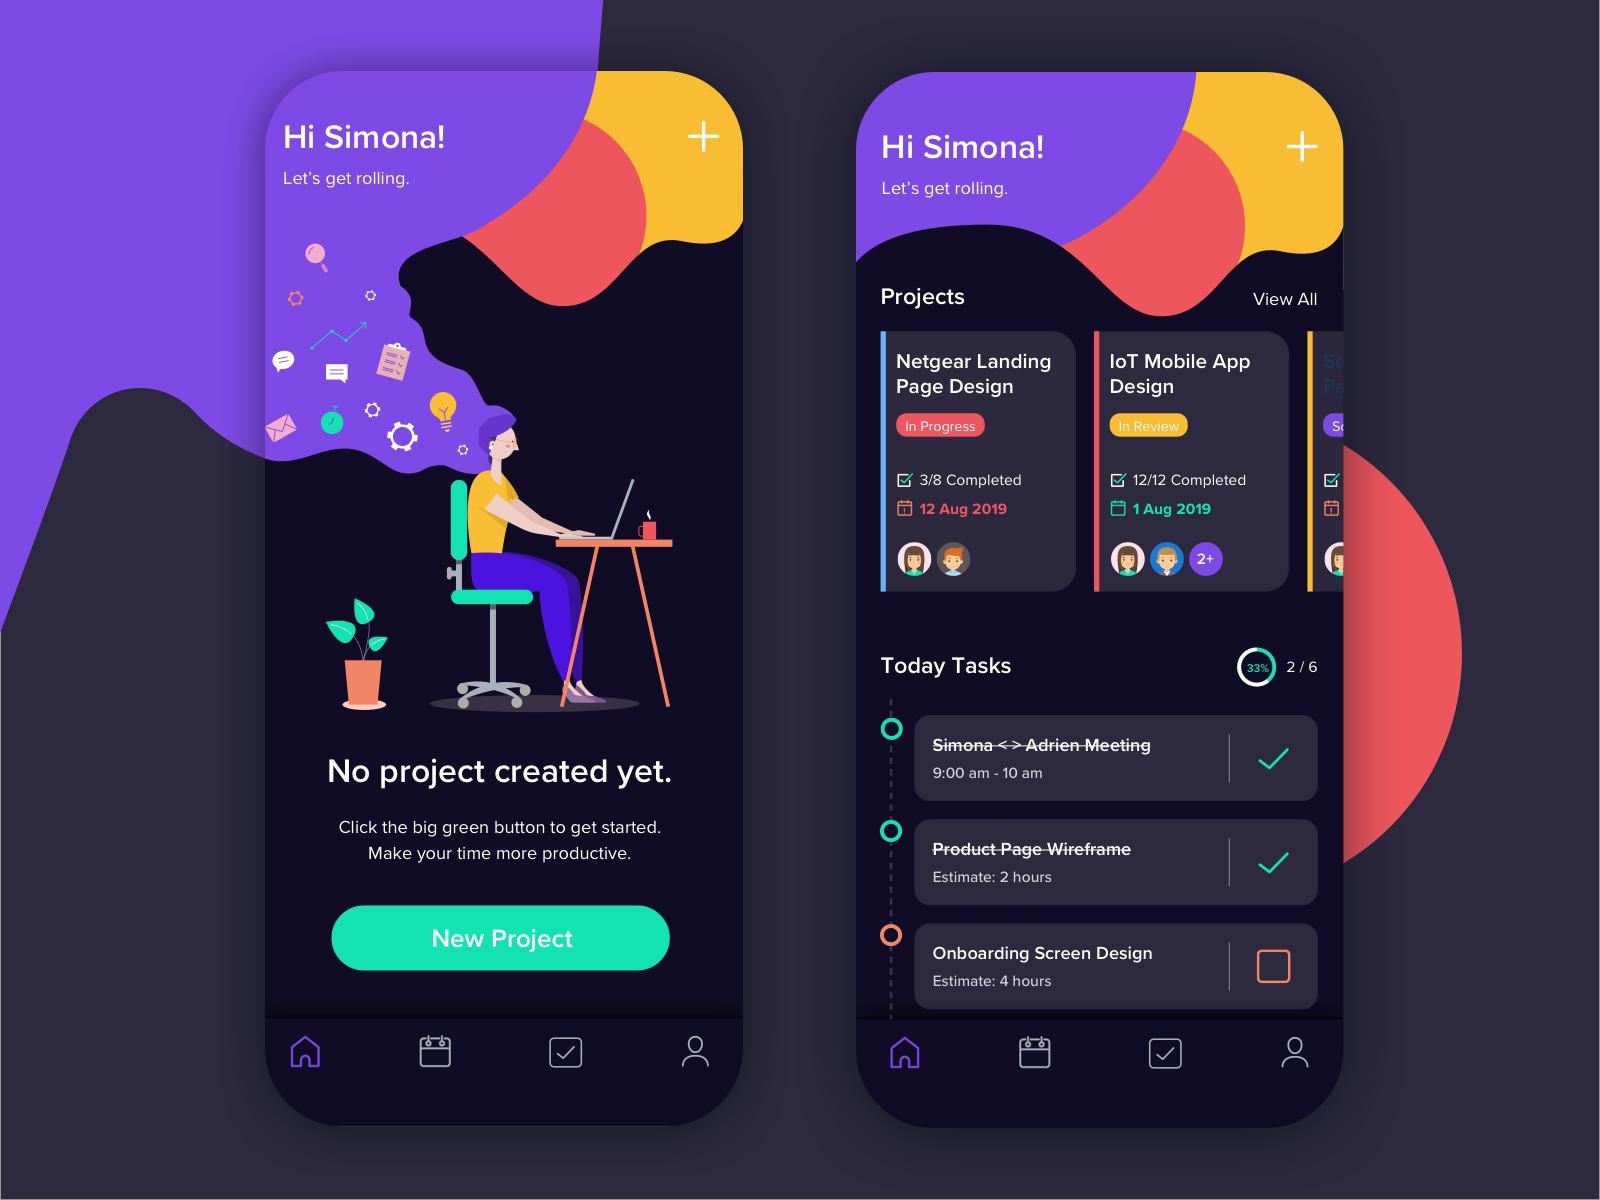 Hi Simona!
Let's get rolling.
No project created yet.
Click the big green button to get started.
Make your time more productive.
New Project
Hi Simona!
Let's get rolling.
Projects
View All
Netgear Landing
Page Design
In Progress
3/8 Completed
12 Aug 2019
IoT Mobile App
Design
In Review
12/12 Completed
1 Aug 2019
2+
Today Tasks
33%
2 / 6
Simona <> Adrien Meeting
9:00 am - 10 am
Product Page Wireframe
Estimate: 2 hours
Onboarding Screen Design
Estimate: 4 hours